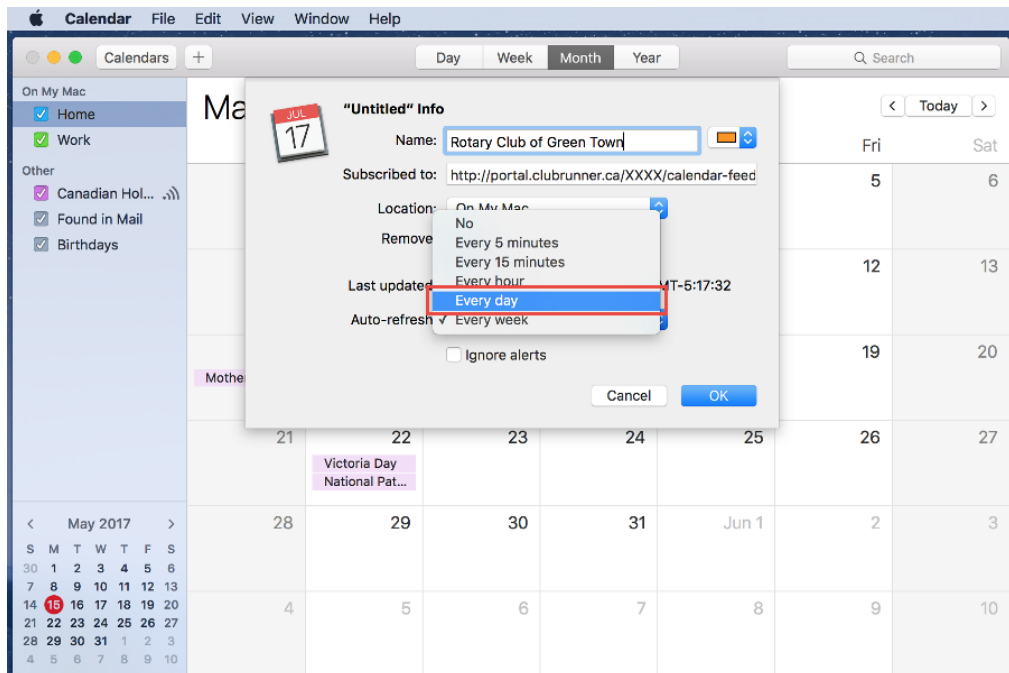 Calendar File Edit View Window Help
Calendars + Day Week Month Year Search
On My Mac
Home
Work
Other
Canadian Hol...
Found in Mail
Birthdays
Ma
< Today >
Fri Sat
JUL
17
"Untitled" Info
Name: Rotary Club of Green Town
Subscribed to: http://portal.clubrunner.ca/XXXX/calendar-feed
Location: On My Mac
Remove
Last updated MT-5:17:32
Auto-refresh
No
Every 5 minutes
Every 15 minutes
Every hour
Every day
✓ Every week
Ignore alerts
Cancel OK
5 6
12 13
19 20
Mothe
21 22 23 24 25 26 27
Victoria Day
National Pat...
28 29 30 31 Jun 1 2 3
4 5 6 7 8 9 10
< May 2017 >
S M T W T F S
30 1 2 3 4 5 6
7 8 9 10 11 12 13
14 15 16 17 18 19 20
21 22 23 24 25 26 27
28 29 30 31 1 2 3
4 5 6 7 8 9 10